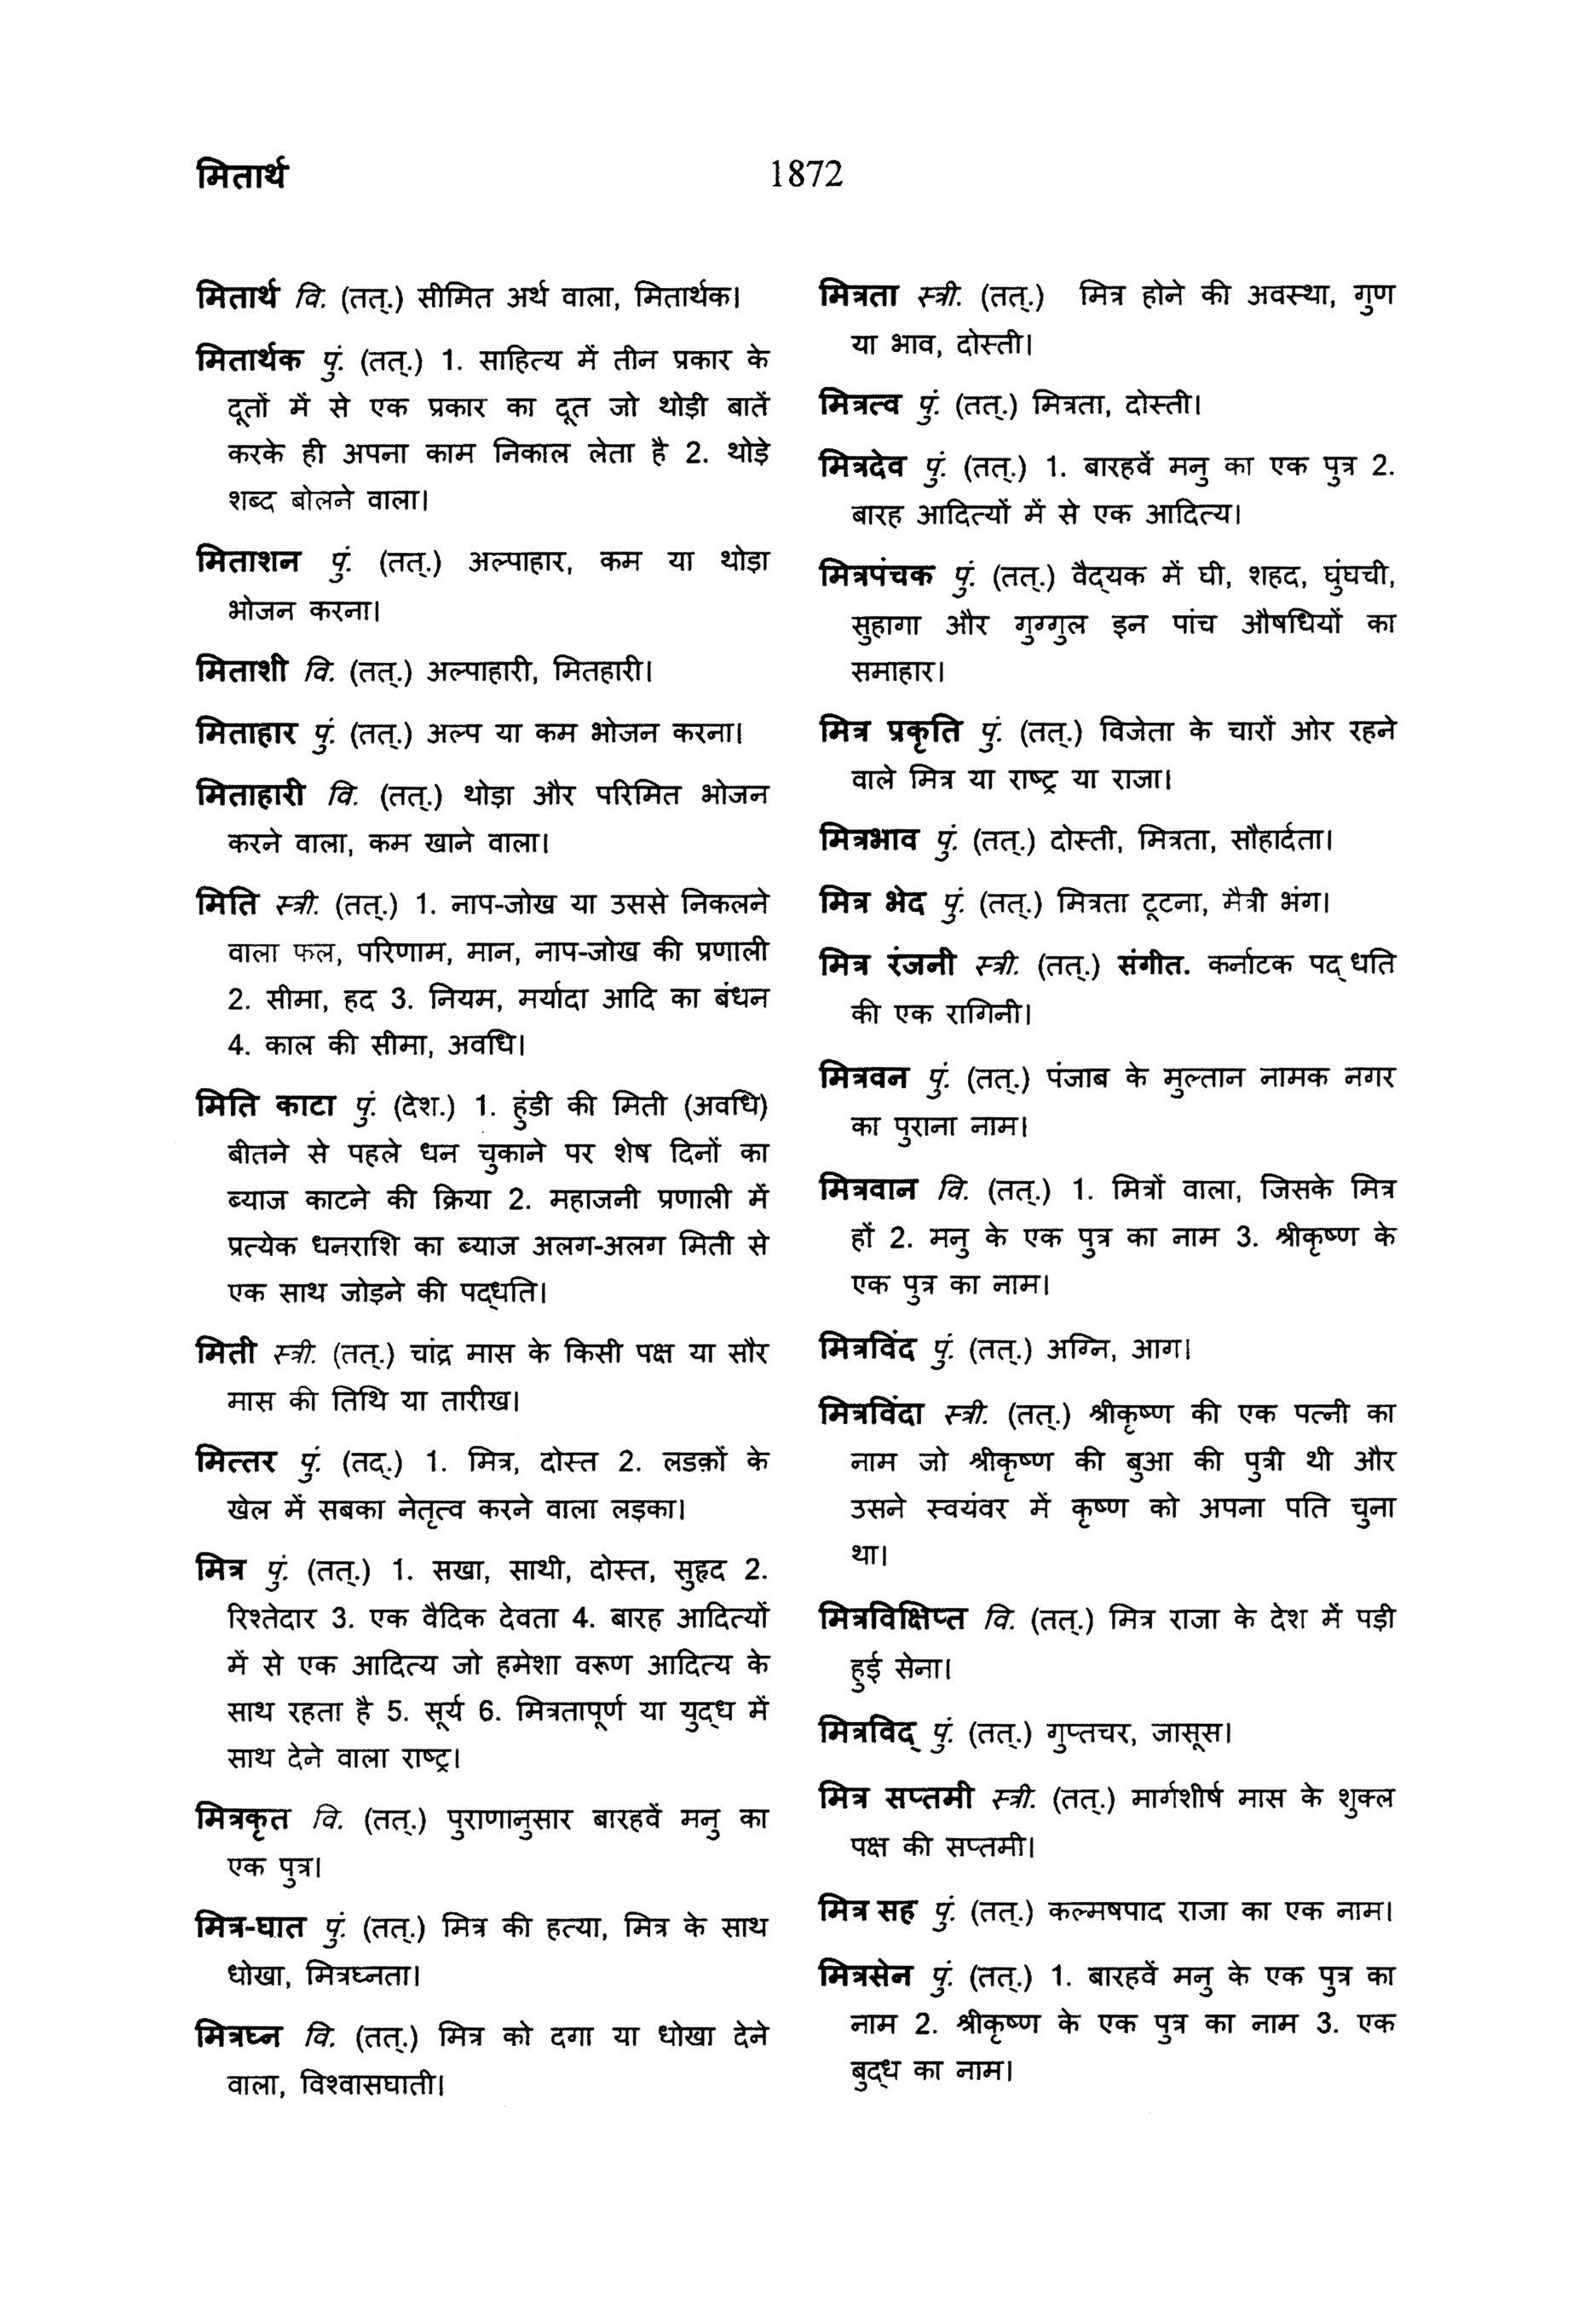 मितार्थ
1872
मितार्थ वि. (तत्.) सीमित अर्थ वाला, मितार्थक।
मितार्थक पुं. (तत्.) 1. साहित्य में तीन प्रकार के
दूतों में से एक प्रकार का दूत जो थोड़ी बातें
करके ही अपना काम निकाल लेता है 2. थोड़े
शब्द बोलने वाला।
मिताशन पुं. (तत्.) अल्पाहार, कम या थोड़ा
भोजन करना।
मिताशी वि. (तत्.) अल्पाहारी, मितहारी।
मिताहार पुं. (तत्.) अल्प या कम भोजन करना।
मिताहारी वि. (तत्.) थोड़ा और परिमित भोजन
करने वाला, कम खाने वाला।
मिति स्त्री. (तत्.) 1. नाप-जोख या उससे निकलने
वाला फल, परिणाम, मान, नाप-जोख की प्रणाली
2. सीमा, हद 3. नियम, मर्यादा आदि का बंधन
4. काल की सीमा, अवधि।
मिति काटा पुं. (देश.) 1. हुंडी की मिती (अवधि)
बीतने से पहले धन चुकाने पर शेष दिनों का
ब्याज काटने की क्रिया 2. महाजनी प्रणाली में
प्रत्येक धनराशि का ब्याज अलग-अलग मिती से
एक साथ जोड़ने की पद्धति।
मिती स्त्री. (तत्.) चांद्र मास के किसी पक्ष या सौर
मास की तिथि या तारीख।
मित्तर पुं. (तद्.) 1. मित्र, दोस्त 2. लडक़ों के
खेल में सबका नेतृत्व करने वाला लड़का।
मित्र पुं. (तत्.) 1. सखा, साथी, दोस्त, सुहृद 2.
रिश्तेदार 3. एक वैदिक देवता 4. बारह आदित्यों
में से एक आदित्य जो हमेशा वरूण आदित्य के
साथ रहता है 5. सूर्य 6. मित्रतापूर्ण या युद्ध में
साथ देने वाला राष्ट्र।
मित्रकृत वि. (तत्.) पुराणानुसार बारहवें मनु का
एक पुत्र।
मित्र-घात पुं. (तत्.) मित्र की हत्या, मित्र के साथ
धोखा, मित्रघ्नता।
मित्रघ्न वि. (तत्.) मित्र को दगा या धोखा देने
वाला, विश्वासघाती।
मित्रता स्त्री. (तत्.) मित्र होने की अवस्था, गुण
या भाव, दोस्ती।
मित्रत्व पुं. (तत्.) मित्रता, दोस्ती।
मित्रदेव पुं. (तत्.) 1. बारहवें मनु का एक पुत्र 2.
बारह आदित्यों में से एक आदित्य।
मित्रपंचक पुं. (तत्.) वैद्यक में घी, शहद, घुंघची,
सुहागा और गुग्गुल इन पांच औषधियों का
समाहार।
मित्र प्रकृति पुं. (तत्.) विजेता के चारों ओर रहने
वाले मित्र या राष्ट्र या राजा।
मित्रभाव पुं. (तत्.) दोस्ती, मित्रता, सौहार्दता।
मित्र भेद पुं. (तत्.) मित्रता टूटना, मैत्री भंग।
मित्र रंजनी स्त्री. (तत्.) संगीत. कर्नाटक पद्धति
की एक रागिनी।
मित्रवन पुं. (तत्.) पंजाब के मुल्तान नामक नगर
का पुराना नाम।
मित्रवान वि. (तत्.) 1. मित्रों वाला, जिसके मित्र
हों 2. मनु के एक पुत्र का नाम 3. श्रीकृष्ण के
एक पुत्र का नाम।
मित्रविंद पुं. (तत्.) अग्नि, आग।
मित्रविंदा स्त्री. (तत्.) श्रीकृष्ण की एक पत्नी का
नाम जो श्रीकृष्ण की बुआ की पुत्री थी और
उसने स्वयंवर में कृष्ण को अपना पति चुना
था।
मित्रविक्षिप्त वि. (तत्.) मित्र राजा के देश में पड़ी
हुई सेना।
मित्रविद् पुं. (तत्.) गुप्तचर, जासूस।
मित्र सप्तमी स्त्री. (तत्.) मार्गशीर्ष मास के शुक्ल
पक्ष की सप्तमी।
मित्र सह पुं. (तत्.) कल्मषपाद राजा का एक नाम।
मित्रसेन पुं. (तत्.) 1. बारहवें मनु के एक पुत्र का
नाम 2. श्रीकृष्ण के एक पुत्र का नाम 3. एक
बुद्ध का नाम।